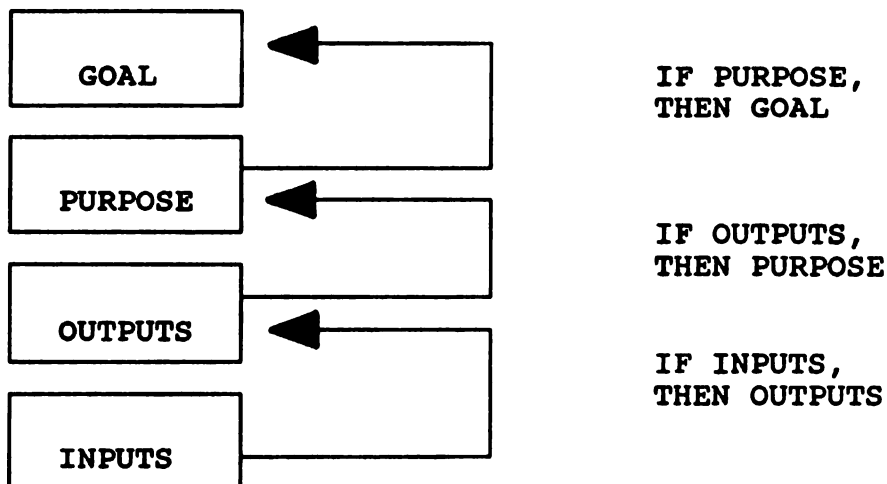 GOAL
IF PURPOSE,
THEN GOAL
PURPOSE
IF OUTPUTS,
THEN PURPOSE
OUTPUTS
IF INPUTS,
THEN OUTPUTS
INPUTS